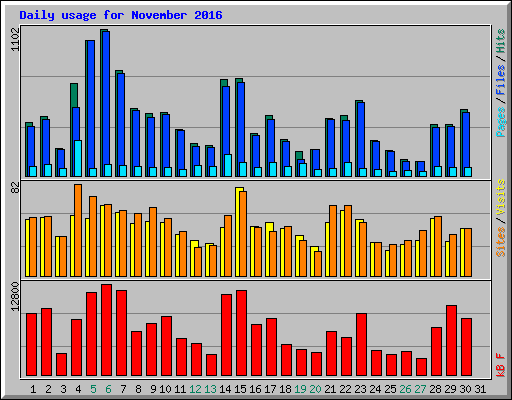 Daily usage for November 2016
1102
Pages / Files / Hits
82
Sites / Visits
12800
kB F
1 2 3 4 5 6 7 8 9 10 11 12 13 14 15 16 17 18 19 20 21 22 23 24 25 26 27 28 29 30 31